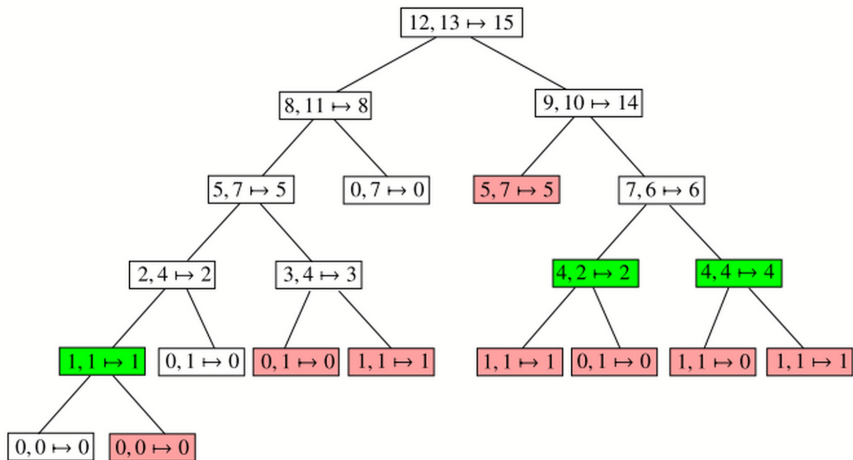 12, 13 ↦ 15
8, 11 ↦ 8
9, 10 ↦ 14
5, 7 ↦ 5
0, 7 ↦ 0
5, 7 ↦ 5
7, 6 ↦ 6
2, 4 ↦ 2
3, 4 ↦ 3
4, 2 ↦ 2
4, 4 ↦ 4
1, 1 ↦ 1
0, 1 ↦ 0
0, 1 ↦ 0
1, 1 ↦ 1
1, 1 ↦ 1
0, 1 ↦ 0
1, 1 ↦ 0
1, 1 ↦ 1
0, 0 ↦ 0
0, 0 ↦ 0